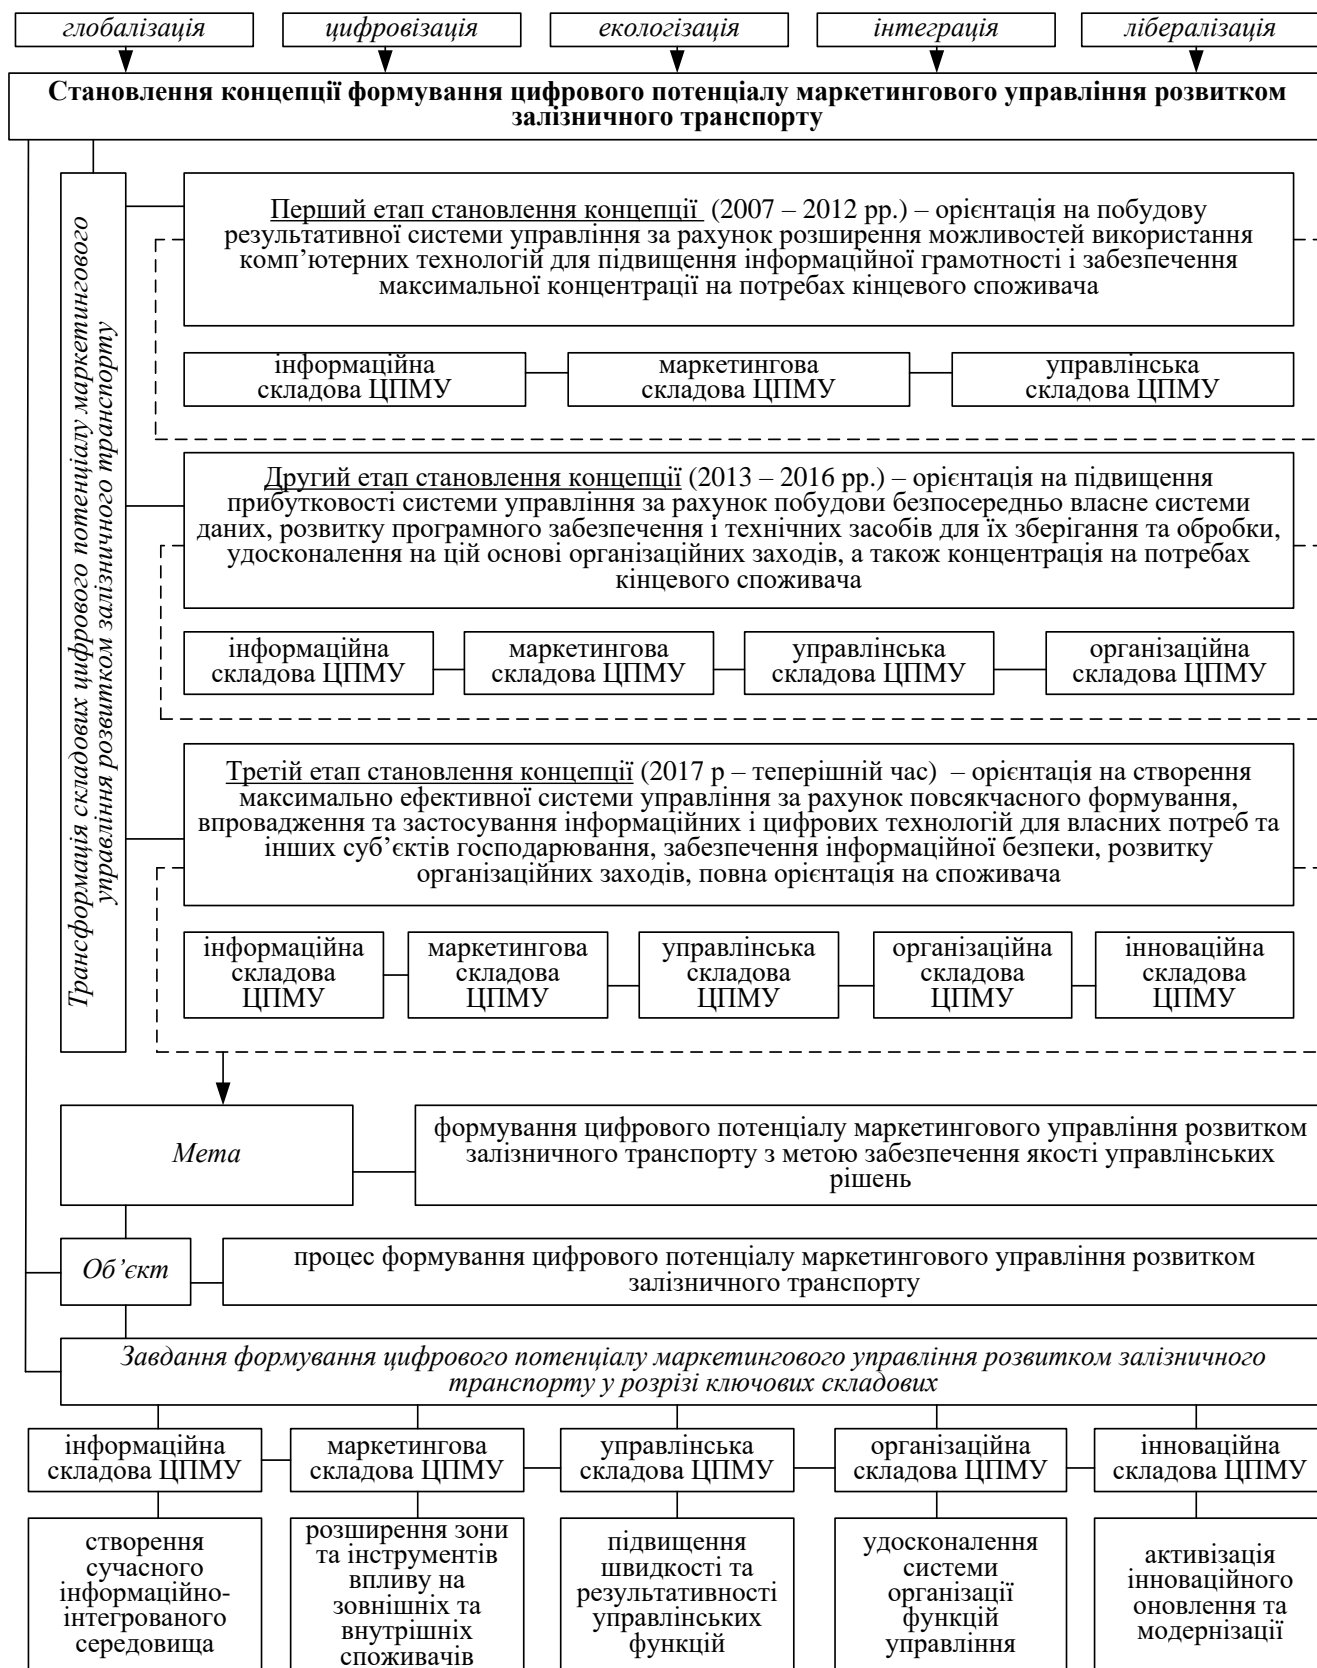 глобалізація
цифровізація
екологізація
інтеграція
лібералізація
Становлення концепції формування цифрового потенціалу маркетингового управління розвитком
залізничного транспорту
Трансформація складових цифрового потенціалу маркетингового
управління розвитком залізничного транспорту
Перший етап становлення концепції (2007 – 2012 рр.) – орієнтація на побудову
результативної системи управління за рахунок розширення можливостей використання
комп’ютерних технологій для підвищення інформаційної грамотності і забезпечення
максимальної концентрації на потребах кінцевого споживача
інформаційна
складова ЦПМУ
маркетингова
складова ЦПМУ
управлінська
складова ЦПМУ
Другий етап становлення концепції (2013 – 2016 рр.) – орієнтація на підвищення
прибутковості системи управління за рахунок побудови безпосередньо власне системи
даних, розвитку програмного забезпечення і технічних засобів для їх зберігання та обробки,
удосконалення на цій основі організаційних заходів, а також концентрація на потребах
кінцевого споживача
інформаційна
складова ЦПМУ
маркетингова
складова ЦПМУ
управлінська
складова ЦПМУ
організаційна
складова ЦПМУ
Третій етап становлення концепції (2017 р – теперішній час) – орієнтація на створення
максимально ефективної системи управління за рахунок повсякчасного формування,
впровадження та застосування інформаційних і цифрових технологій для власних потреб та
інших суб’єктів господарювання, забезпечення інформаційної безпеки, розвитку
організаційних заходів, повна орієнтація на споживача
інформаційна
складова
ЦПМУ
маркетингова
складова
ЦПМУ
управлінська
складова
ЦПМУ
організаційна
складова
ЦПМУ
інноваційна
складова
ЦПМУ
Мета
формування цифрового потенціалу маркетингового управління розвитком
залізничного транспорту з метою забезпечення якості управлінських
рішень
Об’єкт
процес формування цифрового потенціалу маркетингового управління розвитком
залізничного транспорту
Завдання формування цифрового потенціалу маркетингового управління розвитком залізничного
транспорту у розрізі ключових складових
інформаційна
складова ЦПМУ
маркетингова
складова ЦПМУ
управлінська
складова ЦПМУ
організаційна
складова ЦПМУ
інноваційна
складова ЦПМУ
створення
сучасного
інформаційно-
інтегрованого
середовища
розширення зони
та інструментів
впливу на
зовнішніх та
внутрішніх
споживачів
підвищення
швидкості та
результативності
управлінських
функцій
удосконалення
системи
організації
функцій
управління
активізація
інноваційного
оновлення та
модернізації